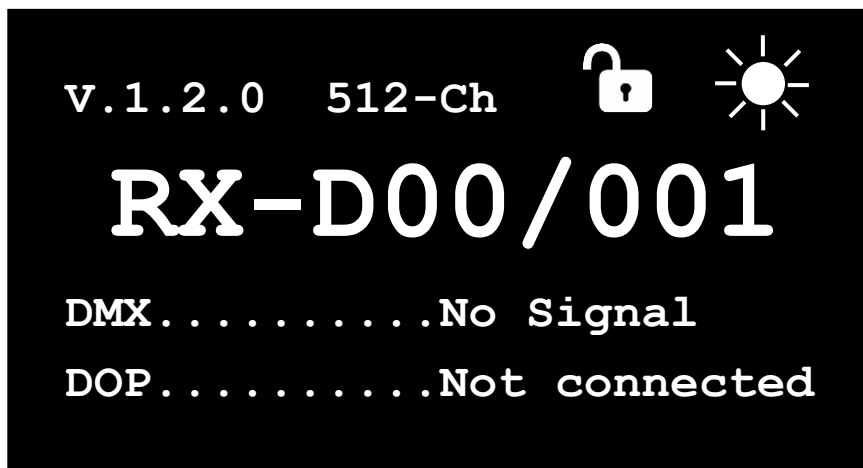 V.1.2.0 512-Ch
RX-D00/001
DMX..........No Signal
DOP..........Not connected